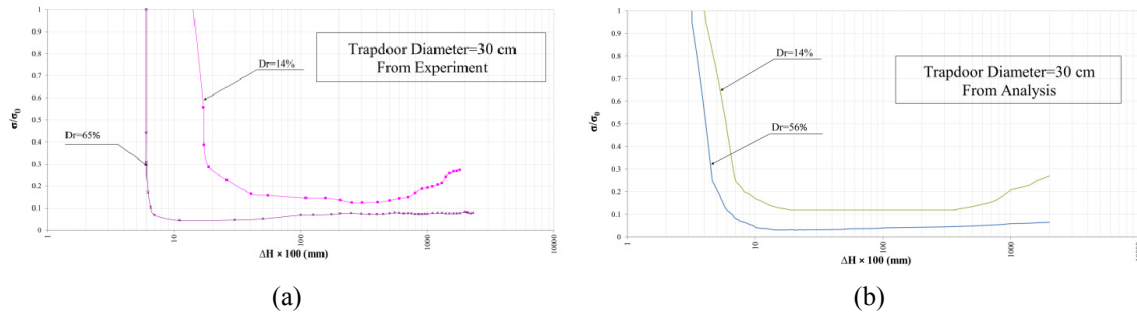 1
0.9
0.8
0.7
0.6
0.5
0.4
0.3
0.2
0.1
0
σ/σ0
Dr=14%
Dr=65%
Trapdoor Diameter=30 cm
From Experiment
1
10
100
1000
10000
ΔH × 100 (mm)
(a)
1
0.9
0.8
0.7
0.6
0.5
0.4
0.3
0.2
0.1
0
σ/σ0
Dr=14%
Dr=56%
Trapdoor Diameter=30 cm
From Analysis
1
10
100
1000
ΔH × 100 (mm)
(b)